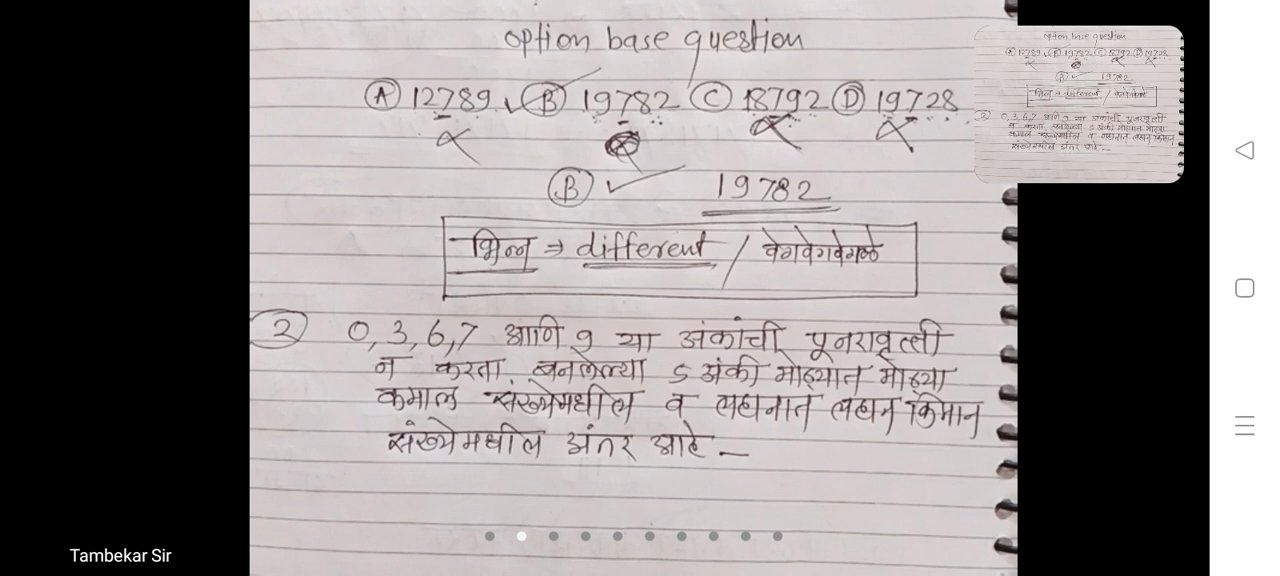 option base question
Ⓐ 12789 Ⓑ 19782 Ⓒ 18792 Ⓓ 19728
Ⓑ 19782
भिन्न ⇒ different / वेगवेगवेगळे
2 0, 3, 6, 7 आणि 9 या अंकांची पूनरावृत्ती
न करता बनलेल्या 5 अंकी मोठ्यात मोठ्या
कमाल संख्येमधील व लहानात लहान किमान
संख्येमधील अंतर आहे –
Tambekar Sir